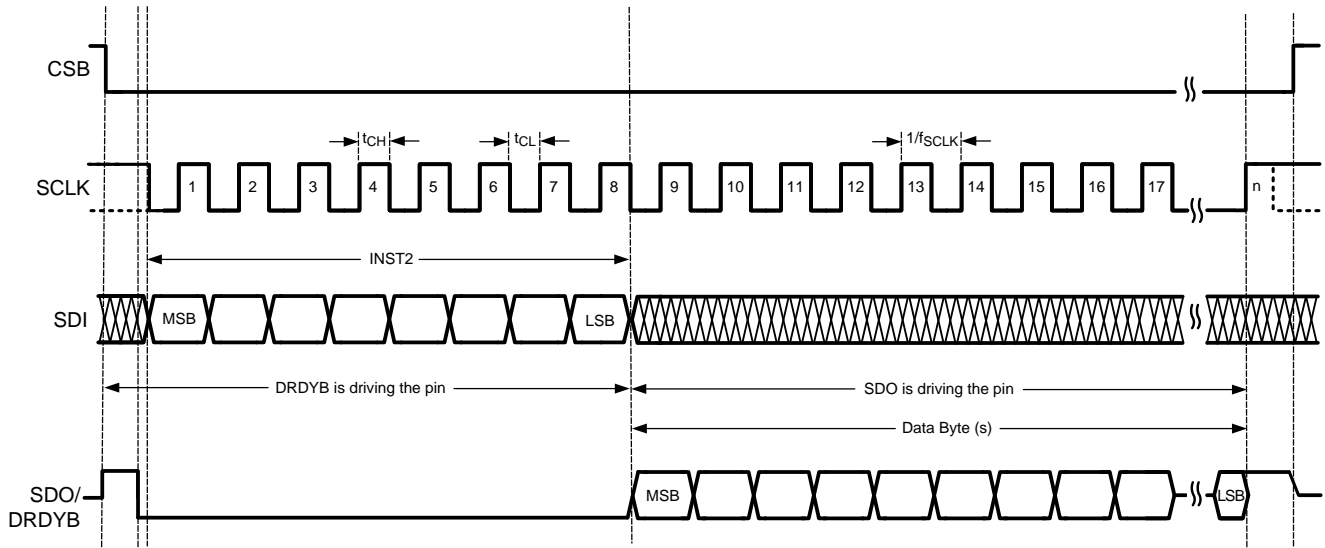 CSB
tCH
tCL
1/fSCLK
SCLK
1 2 3 4 5 6 7 8 9 10 11 12 13 14 15 16 17 n
INST2
SDI
MSB
LSB
DRDYB is driving the pin
SDO is driving the pin
Data Byte (s)
SDO/
DRDYB
MSB
LSB